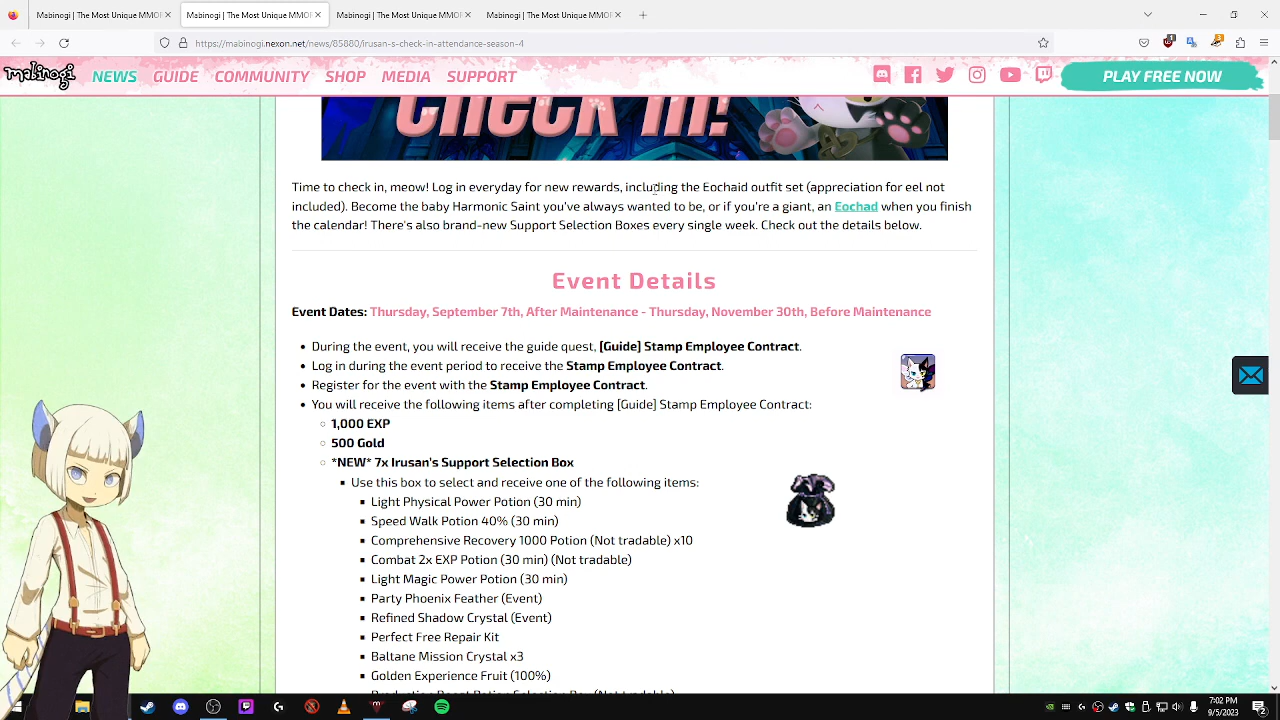 Mabinogi | The Most Unique MMO
Mabinogi | The Most Unique MMO
Mabinogi | The Most Unique MMOF
Mabinogi | The Most Unique MMOF
https://mabinogi.nexon.net/news/85880/irusan-s-check-in-attendence-season-4
mabinogi
NEWS
GUIDE
COMMUNITY
SHOP
MEDIA
SUPPORT
PLAY FREE NOW
CHECK IN!
Time to check in, meow! Log in everyday for new rewards, including the Eochaid outfit set (appreciation for eel not
included). Become the baby Harmonic Saint you've always wanted to be, or if you're a giant, an Eochad when you finish
the calendar! There's also brand-new Support Selection Boxes every single week. Check out the details below.
Event Details
Event Dates: Thursday, September 7th, After Maintenance - Thursday, November 30th, Before Maintenance
During the event, you will receive the guide quest, [Guide] Stamp Employee Contract.
Log in during the event period to receive the Stamp Employee Contract.
Register for the event with the Stamp Employee Contract.
You will receive the following items after completing [Guide] Stamp Employee Contract:
1,000 EXP
500 Gold
*NEW* 7x Irusan's Support Selection Box
Use this box to select and receive one of the following items:
Light Physical Power Potion (30 min)
Speed Walk Potion 40% (30 min)
Comprehensive Recovery 1000 Potion (Not tradable) x10
Combat 2x EXP Potion (30 min) (Not tradable)
Light Magic Power Potion (30 min)
Party Phoenix Feather (Event)
Refined Shadow Crystal (Event)
Perfect Free Repair Kit
Baltane Mission Crystal x3
Golden Experience Fruit (100%)
7:02 PM
9/5/2023